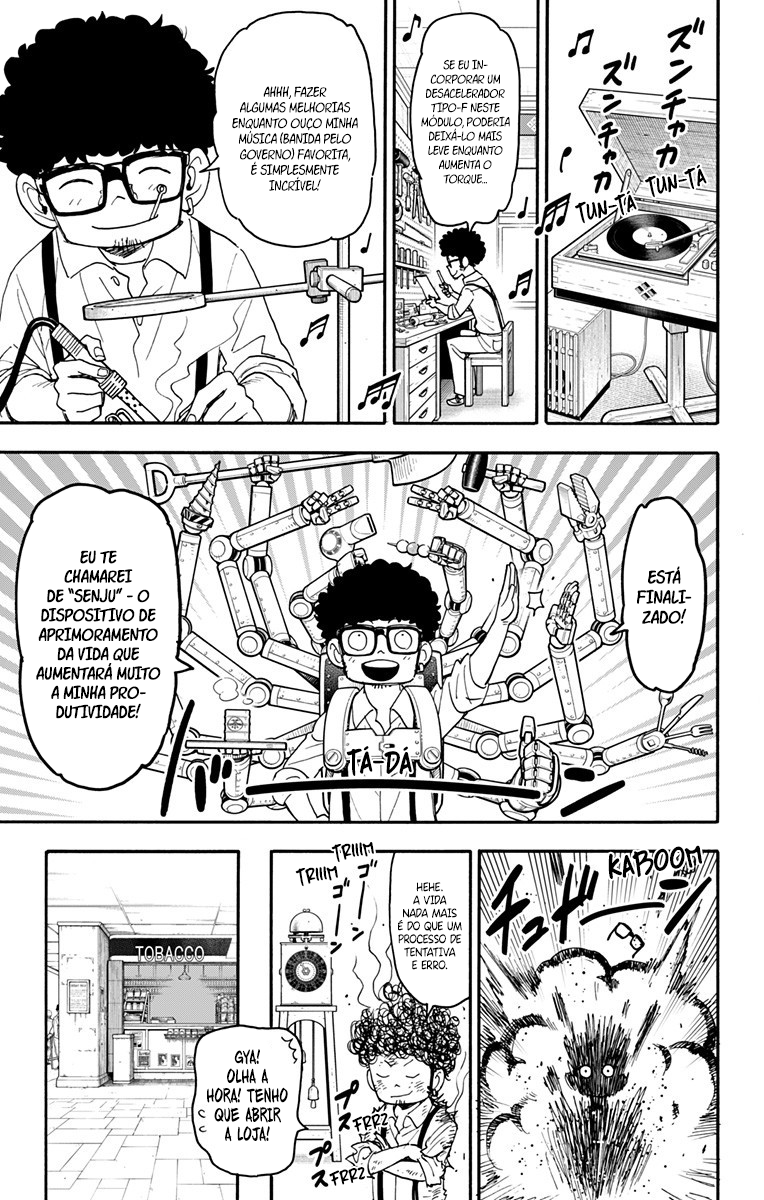 ズンチャカ
ズンチャカ
TUN-TÁ
TUN-TÁ
SE EU IN-
CORPORAR UM
DESACELERADOR
TIPO-F NESTE
MÓDULO, PODERIA
DEIXÁ-LO MAIS
LEVE ENQUANTO
AUMENTA O
TORQUE...
AHHH, FAZER
ALGUMAS MELHORIAS
ENQUANTO OUÇO MINHA
MÚSICA (BANIDA PELO
GOVERNO) FAVORITA,
É SIMPLESMENTE
INCRÍVEL!
ESTÁ
FINALI-
ZADO!
EU TE
CHAMAREI
DE “SENJU” - O
DISPOSITIVO DE
APRIMORAMENTO
DA VIDA QUE
AUMENTARÁ MUITO
A MINHA PRO-
DUTIVIDADE!
TÁ-DÁ
KABOOM
チュドーン
HEHE.
A VIDA
NADA MAIS
É DO QUE UM
PROCESSO DE
TENTATIVA
E ERRO.
TRIIIM
TRIIIM
ゴーン
ゴーン
プス
プス
FRRZ
FRRZ
TOBACCO
GYA!
OLHA A
HORA! TENHO
QUE ABRIR
A LOJA!